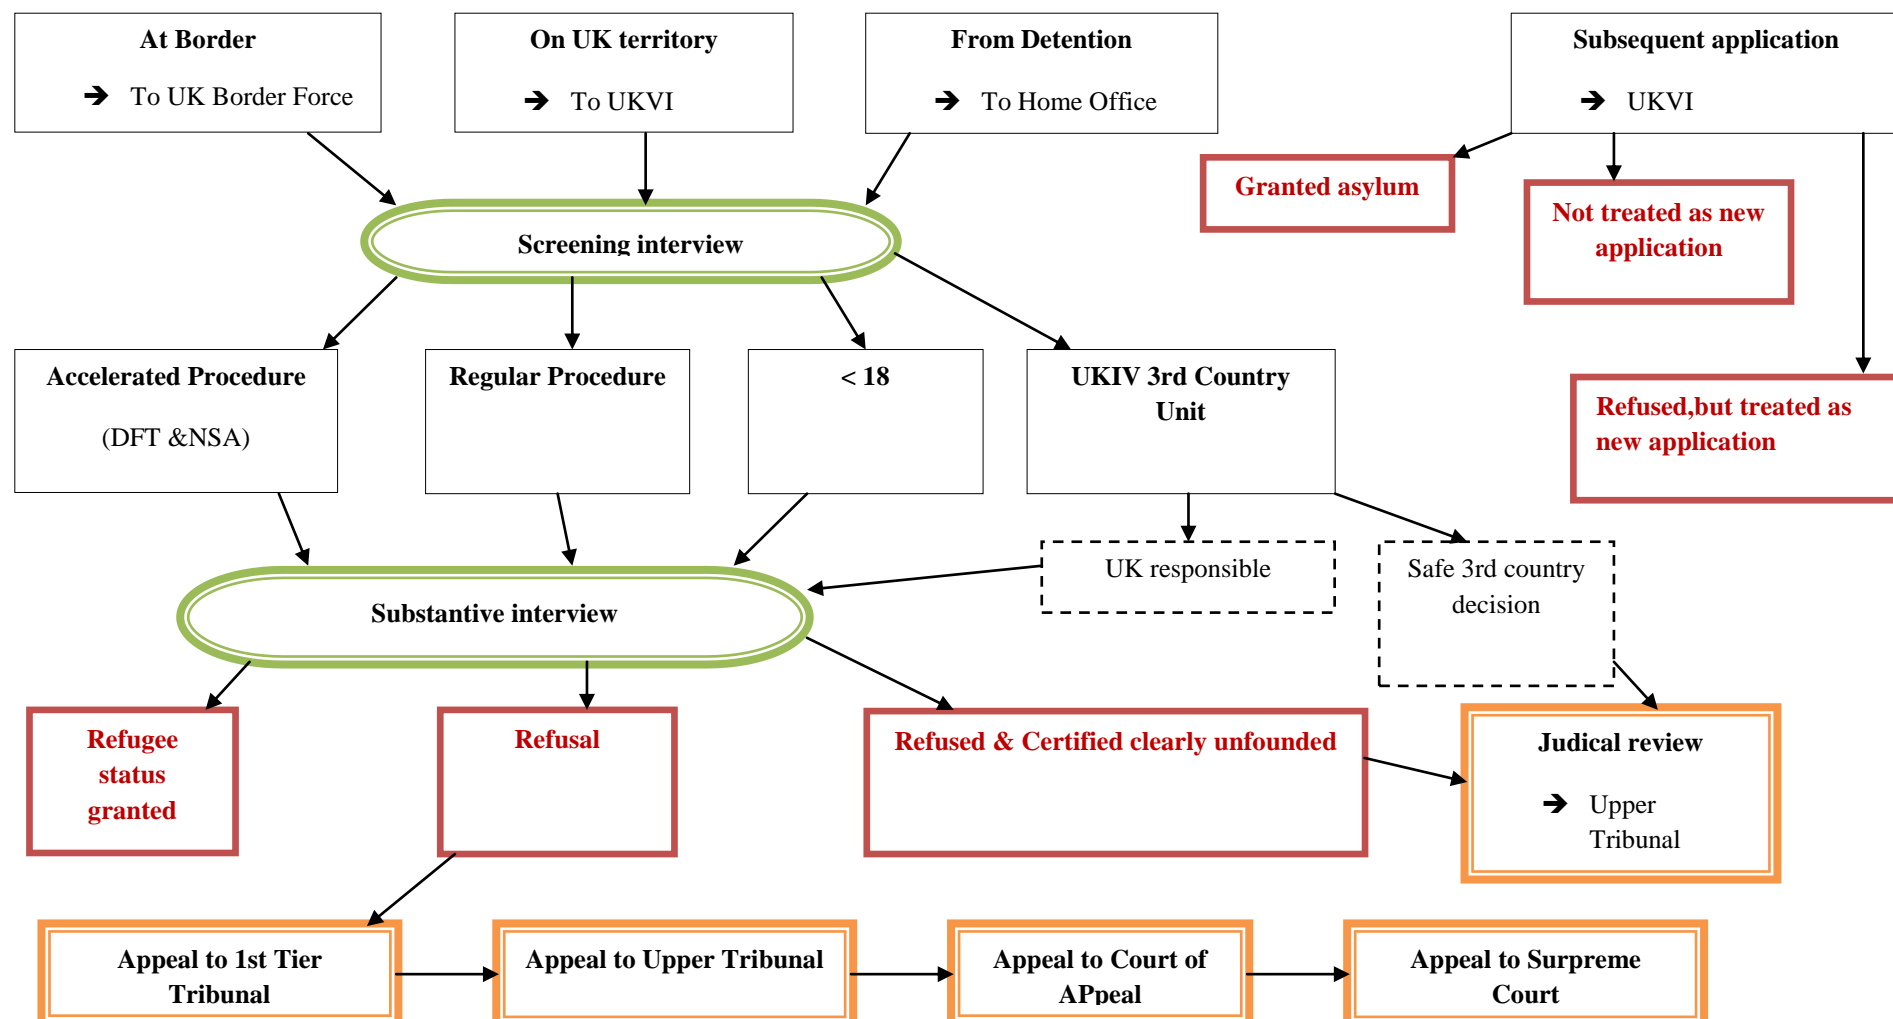 At Border
➔ To UK Border Force
On UK territory
➔ To UKVI
From Detention
➔ To Home Office
Subsequent application
➔ UKVI
Granted asylum
Not treated as new
application
Screening interview
Accelerated Procedure
(DFT &NSA)
Regular Procedure
< 18
UKIV 3rd Country
Unit
Refused,but treated as
new application
UK responsible
Safe 3rd country
decision
Substantive interview
Refugee
status
granted
Refusal
Refused & Certified clearly unfounded
Judical review
➔ Upper
Tribunal
Appeal to 1st Tier
Tribunal
Appeal to Upper Tribunal
Appeal to Court of
APpeal
Appeal to Surpreme
Court